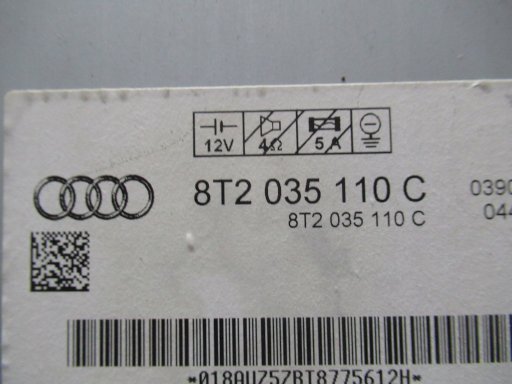 12V 4Ω 5A
8T2 035 110 C 0390
8T2 035 110 C 044
*018AUZ5ZBT8775612H*